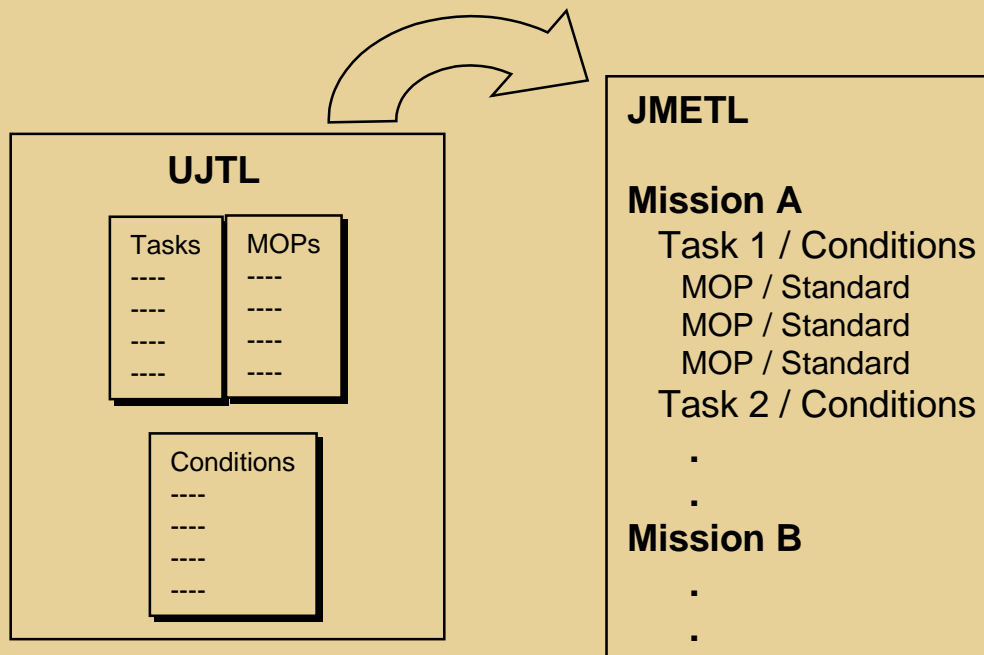 UJTL
Tasks
----
----
----
----
MOPs
----
----
----
----
Conditions
----
----
----
----
JMETL
Mission A
Task 1 / Conditions
MOP / Standard
MOP / Standard
MOP / Standard
Task 2 / Conditions
.
.
Mission B
.
.